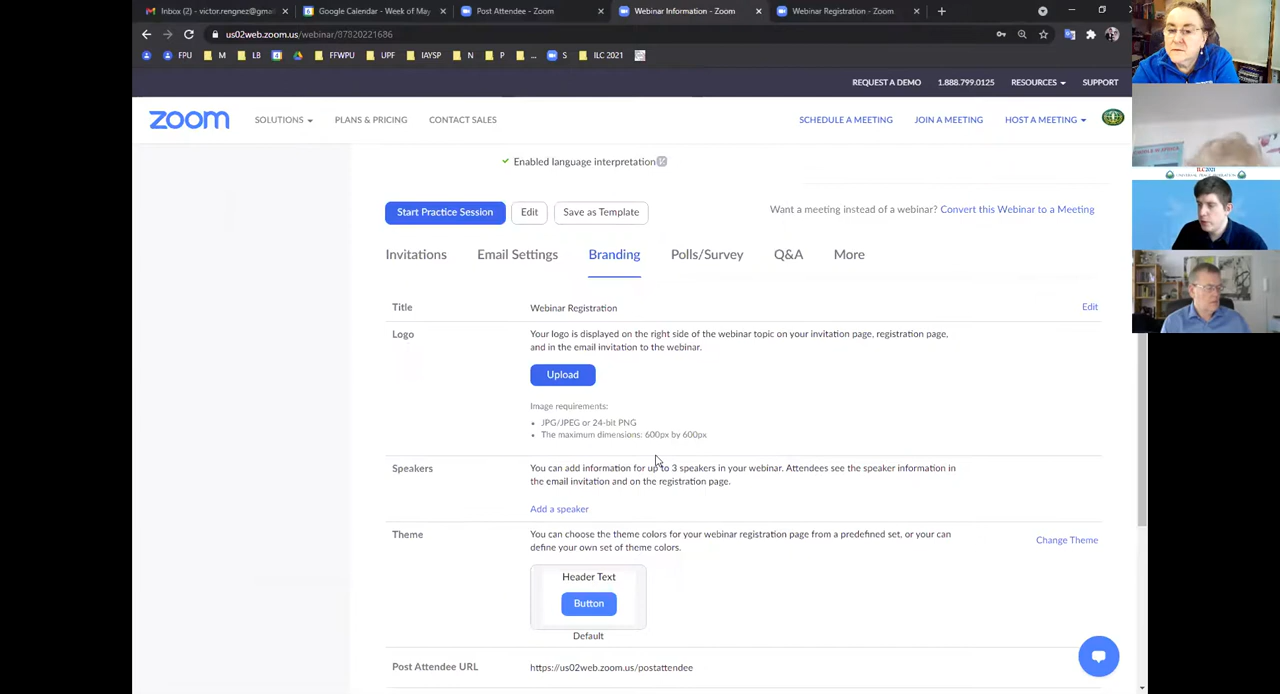 Inbox (2) - victor.rengnez@gmai
Google Calendar - Week of May
Post Attendee - Zoom
Webinar Information - Zoom
Webinar Registration - Zoom
us02web.zoom.us/webinar/87820221686
FPU M LB FFWPU UPF IAYSP N P ... S ILC 2021
REQUEST A DEMO 1.888.799.0125 RESOURCES SUPPORT
zoom SOLUTIONS PLANS & PRICING CONTACT SALES SCHEDULE A MEETING JOIN A MEETING HOST A MEETING
Enabled language interpretation
Start Practice Session Edit Save as Template Want a meeting instead of a webinar? Convert this Webinar to a Meeting
Invitations Email Settings Branding Polls/Survey Q&A More
Title Webinar Registration Edit
Logo Your logo is displayed on the right side of the webinar topic on your invitation page, registration page,
and in the email invitation to the webinar.
Upload
Image requirements:
JPG/JPEG or 24-bit PNG
The maximum dimensions: 600px by 600px
Speakers You can add information for up to 3 speakers in your webinar. Attendees see the speaker information in
the email invitation and on the registration page.
Add a speaker
Theme You can choose the theme colors for your webinar registration page from a predefined set, or your can
define your own set of theme colors.
Change Theme
Header Text
Button
Default
Post Attendee URL https://us02web.zoom.us/postattendee
ILC2021
UNIVERSAL PEACE FEDERATION